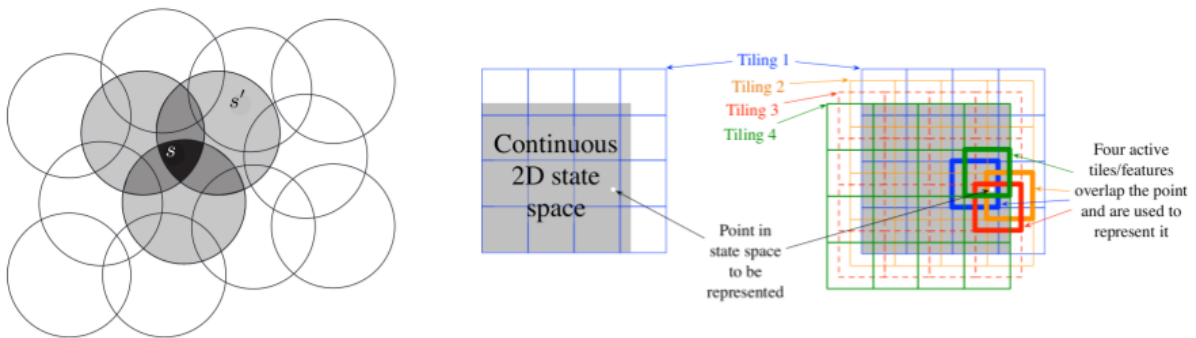 s
s′
Continuous
2D state
space
Tiling 1
Tiling 2
Tiling 3
Tiling 4
Point in
state space
to be
represented
Four active
tiles/features
overlap the point
and are used to
represent it